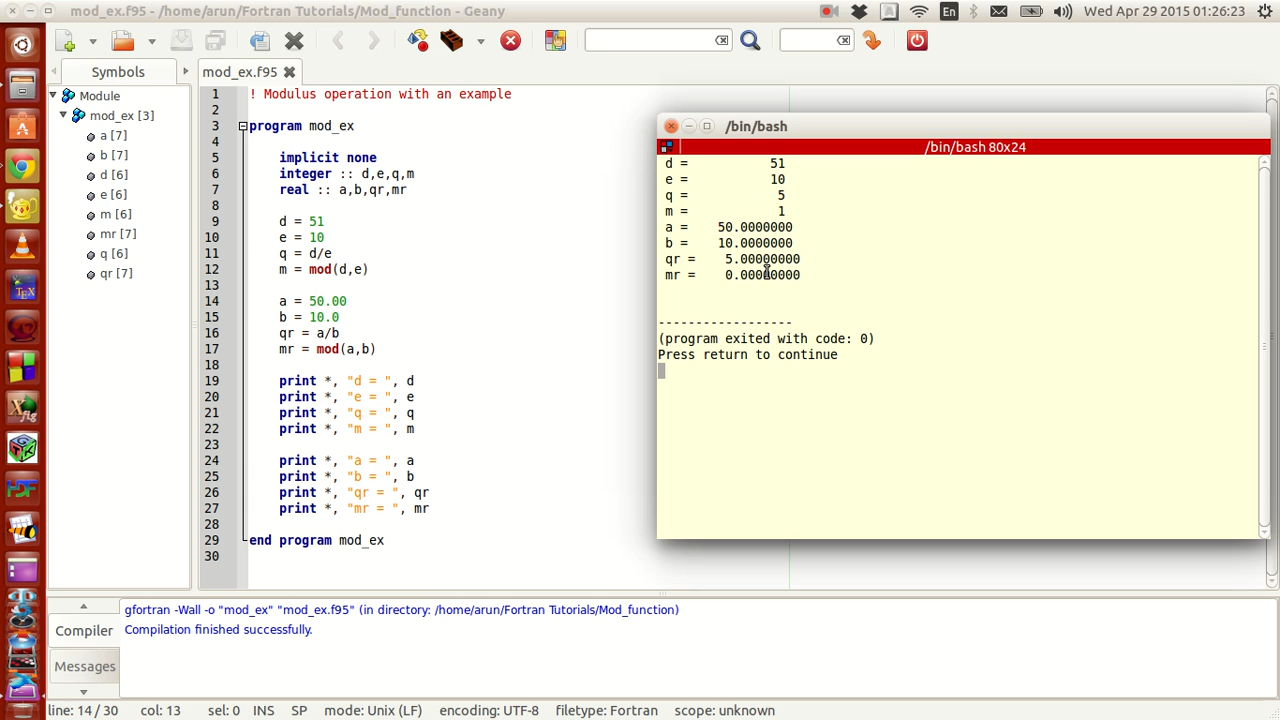 mod_ex.f95 - /home/arun/Fortran Tutorials/Mod_function - Geany
En
Wed Apr 29 2015 01:26:23
Symbols
mod_ex.f95
Module
mod_ex [3]
a [7]
b [7]
d [6]
e [6]
m [6]
mr [7]
q [6]
qr [7]
1 ! Modulus operation with an example
2
3 program mod_ex
4
5 implicit none
6 integer :: d,e,q,m
7 real :: a,b,qr,mr
8
9 d = 51
10 e = 10
11 q = d/e
12 m = mod(d,e)
13
14 a = 50.00
15 b = 10.0
16 qr = a/b
17 mr = mod(a,b)
18
19 print *, "d = ", d
20 print *, "e = ", e
21 print *, "q = ", q
22 print *, "m = ", m
23
24 print *, "a = ", a
25 print *, "b = ", b
26 print *, "qr = ", qr
27 print *, "mr = ", mr
28
29 end program mod_ex
30
/bin/bash
/bin/bash 80x24
d = 51
e = 10
q = 5
m = 1
a = 50.0000000
b = 10.0000000
qr = 5.00000000
mr = 0.00000000
------------------
(program exited with code: 0)
Press return to continue
Compiler
Messages
gfortran -Wall -o "mod_ex" "mod_ex.f95" (in directory: /home/arun/Fortran Tutorials/Mod_function)
Compilation finished successfully.
line: 14 / 30 col: 13 sel: 0 INS SP mode: Unix (LF) encoding: UTF-8 filetype: Fortran scope: unknown